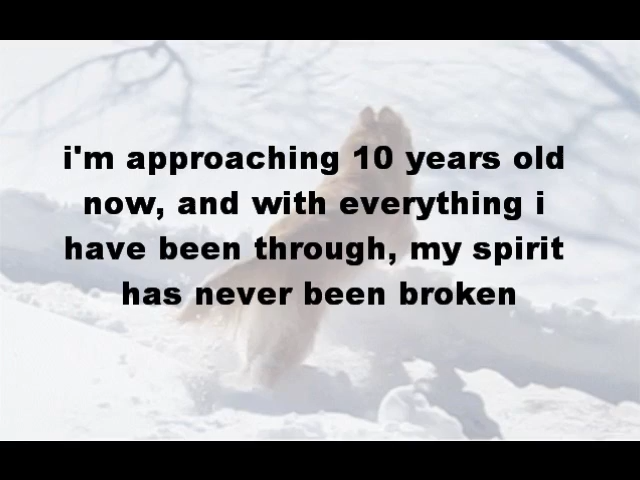 i'm approaching 10 years old
now, and with everything i
have been through, my spirit
has never been broken